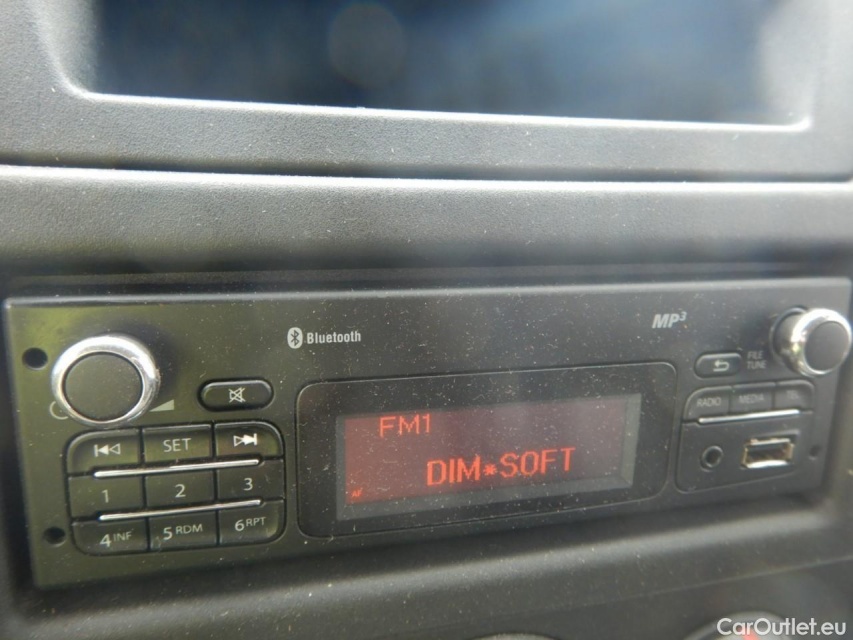 Bluetooth
MP3
FILE
TUNE
FM1
RADIO MEDIA TEL
SET
DIM*SOFT
1 2 3
AF
4INF 5RDM 6RPT
CarOutlet.eu